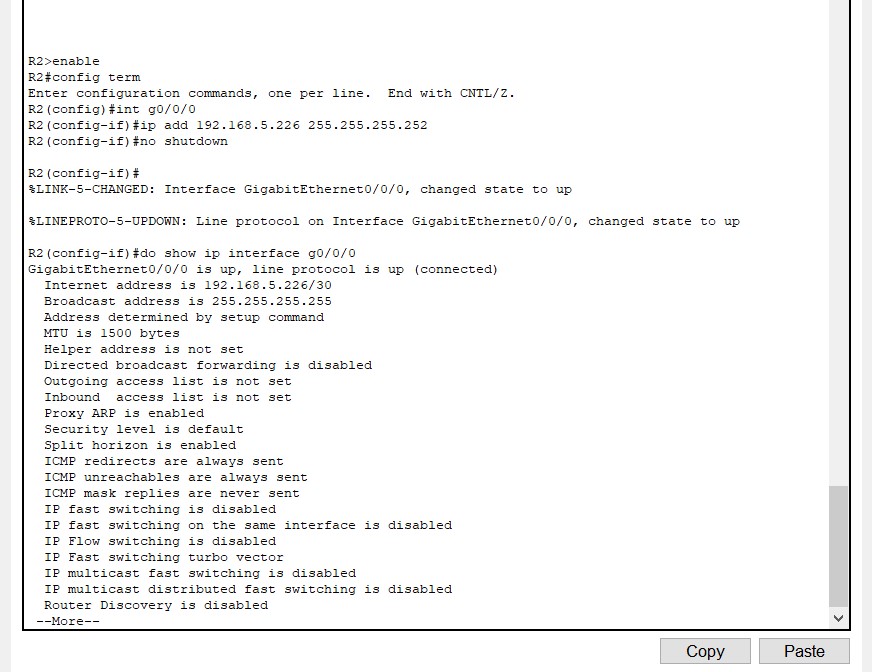 R2>enable
R2#config term
Enter configuration commands, one per line.  End with CNTL/Z.
R2(config)#int g0/0/0
R2(config-if)#ip add 192.168.5.226 255.255.255.252
R2(config-if)#no shutdown
R2(config-if)#
%LINK-5-CHANGED: Interface GigabitEthernet0/0/0, changed state to up
%LINEPROTO-5-UPDOWN: Line protocol on Interface GigabitEthernet0/0/0, changed state to up
R2(config-if)#do show ip interface g0/0/0
GigabitEthernet0/0/0 is up, line protocol is up (connected)
  Internet address is 192.168.5.226/30
  Broadcast address is 255.255.255.255
  Address determined by setup command
  MTU is 1500 bytes
  Helper address is not set
  Directed broadcast forwarding is disabled
  Outgoing access list is not set
  Inbound  access list is not set
  Proxy ARP is enabled
  Security level is default
  Split horizon is enabled
  ICMP redirects are always sent
  ICMP unreachables are always sent
  ICMP mask replies are never sent
  IP fast switching is disabled
  IP fast switching on the same interface is disabled
  IP Flow switching is disabled
  IP Fast switching turbo vector
  IP multicast fast switching is disabled
  IP multicast distributed fast switching is disabled
  Router Discovery is disabled
 --More--
Copy Paste